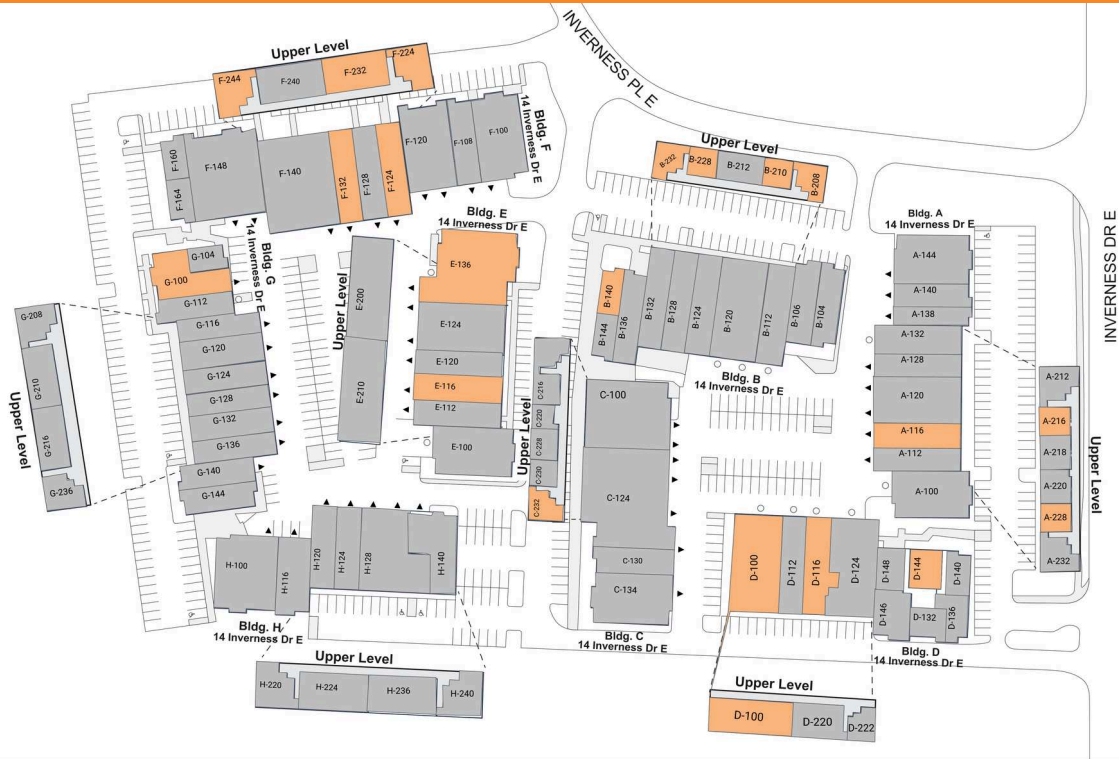 INVERNESS PL E
INVERNESS DR E
Upper Level
F-244
F-240
F-232
F-224
Bldg. F
14 Inverness Dr E
F-160
F-164
F-148
F-140
F-132
F-128
F-124
F-120
F-108
F-100
Upper Level
B-232
B-228
B-212
B-210
B-208
Bldg. A
14 Inverness Dr E
A-144
A-140
A-138
A-132
A-128
A-120
A-116
A-112
A-100
Upper Level
A-212
A-216
A-218
A-220
A-228
A-232
Bldg. G
14 Inverness Dr E
G-104
G-100
G-112
G-116
G-120
G-124
G-128
G-132
G-136
G-140
G-144
Upper Level
G-208
G-210
G-216
G-236
Bldg. E
14 Inverness Dr E
E-136
E-124
E-120
E-116
E-112
E-100
Upper Level
E-200
E-210
B-140
B-144
B-136
B-132
B-128
B-124
B-120
B-112
B-106
B-104
Bldg. B
14 Inverness Dr E
Upper Level
C-216
C-220
C-228
C-230
C-232
C-100
C-124
C-130
C-134
Bldg. C
14 Inverness Dr E
H-100
H-116
H-120
H-124
H-128
H-140
Bldg. H
14 Inverness Dr E
Upper Level
H-220
H-224
H-236
H-240
D-100
D-112
D-116
D-124
D-148
D-144
D-140
D-146
D-132
D-136
Bldg. D
14 Inverness Dr E
Upper Level
D-100
D-220
D-222